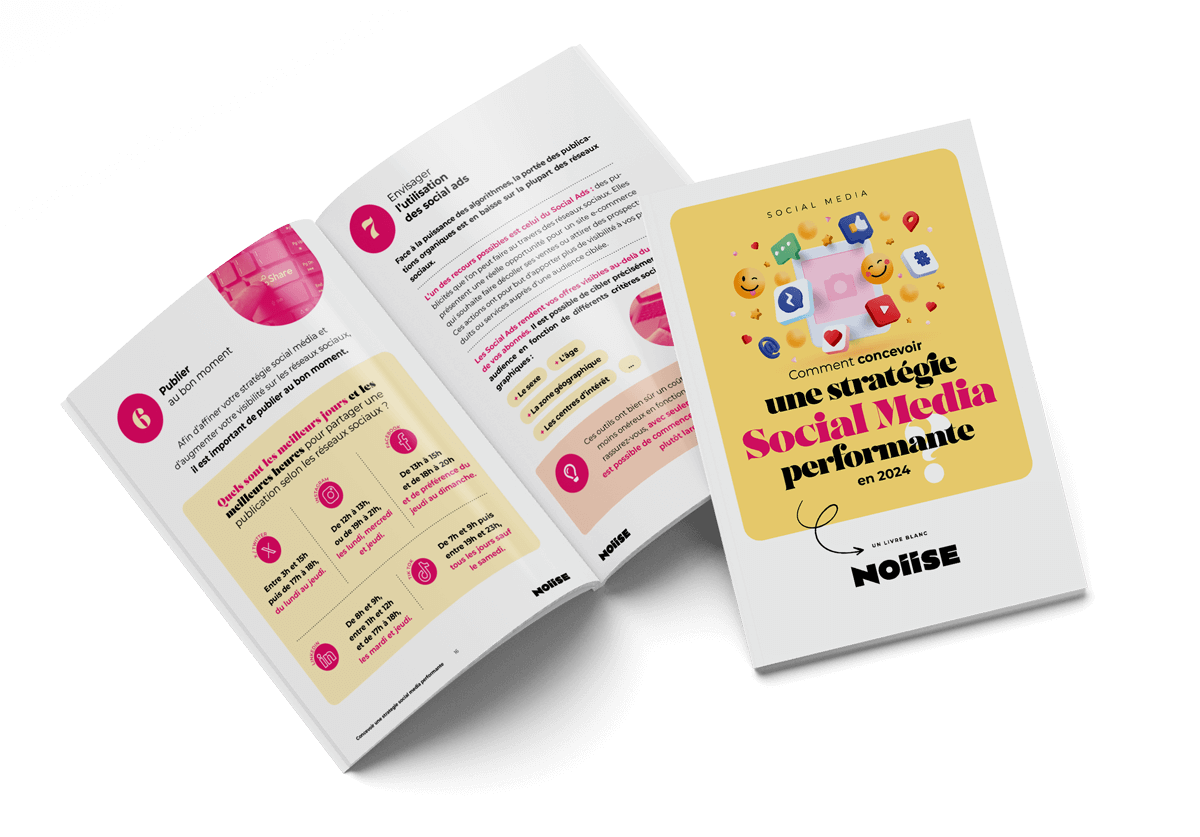 Share
6
Publier
au bon moment
Afin d'affiner votre stratégie social média et
d'augmenter votre visibilité sur les réseaux sociaux,
il est important de publier au bon moment.
Quels sont les meilleurs jours et les
meilleures heures pour partager une
publication selon les réseaux sociaux ?
Entre 3h et 15h
puis de 17h à 18h,
du lundi au jeudi.
INSTAGRAM
De 12h à 13h,
ou de 19h à 21h,
les lundi, mercredi
et jeudi.
FACEBOOK
De 13h à 15h
et de 18h à 20h
et de préférence du
jeudi au dimanche.
LINKEDIN
in
De 8h et 9h,
entre 11h et 12h
et de 17h à 18h,
les mardi et jeudi.
TIK TOK
De 7h et 9h puis
entre 19h et 23h,
tous les jours sauf
le samedi.
NOIISE
Concevoir une stratégie social media performante
7
Envisager
l'utilisation
des social ads
Face à la puissance des algorithmes, la portée des publica-
tions organiques est en baisse sur la plupart des réseaux
sociaux.
L'un des recours possibles est celui du Social Ads : des pu-
blicités que l'on peut faire au travers des réseaux sociaux. Elles
présentent une réelle opportunité pour un site e-commerce
qui souhaite faire décoller ses ventes ou attirer des prospect
Ces actions ont pour but d'apporter plus de visibilité à vos p
duits ou services auprès d'une audience ciblée.
Les Social Ads rendent vos offres visibles au-delà du
de vos abonnés. Il est possible de cibler précisémen
audience en fonction de différents critères soci
graphiques :
+ Le sexe
+ L'âge
+ La zone géographique
...
+ Les centres d'intérêt
Ces outils ont bien sûr un cou
moins onéreux en fonction
rassurez-vous, avec seule
est possible de commenc
plutôt lar
NOIISE
SOCIAL MEDIA
Comment concevoir
une stratégie
Social Media
performante
en 2024
?
UN LIVRE BLANC
NOIISE